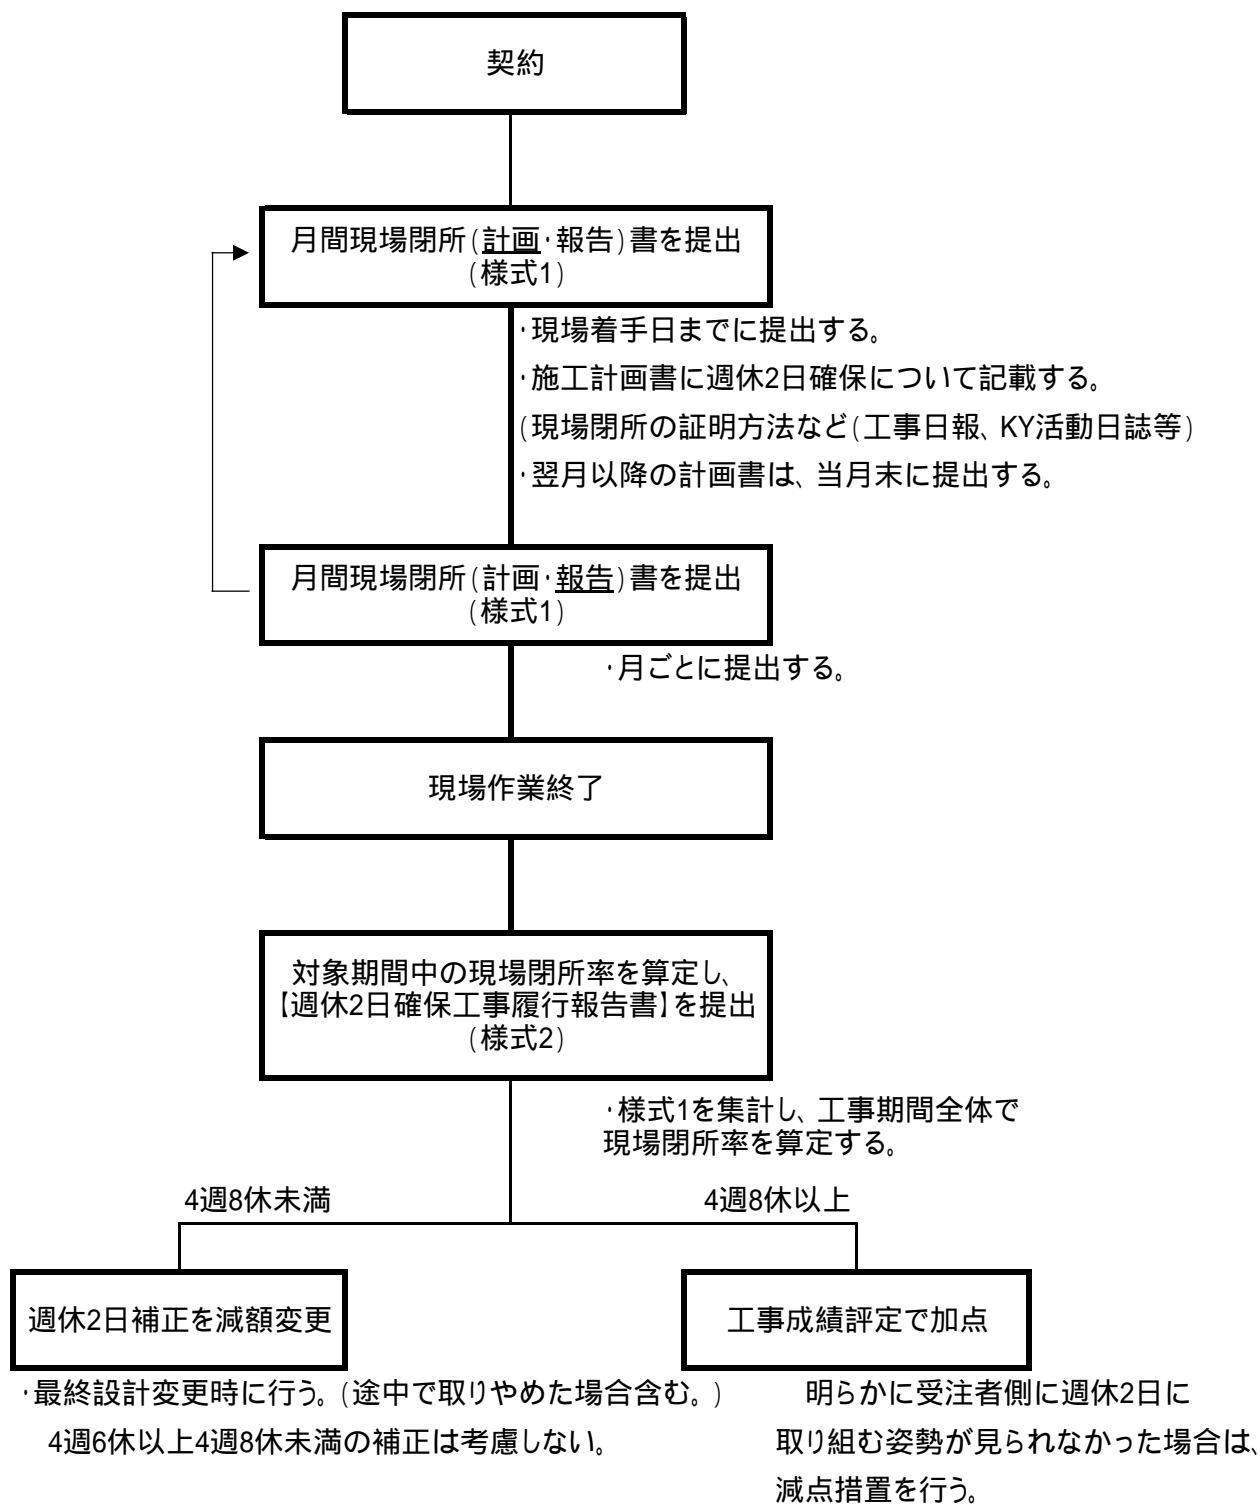 契約
月間現場閉所(計画・報告)書を提出
(様式1)
・現場着手日までに提出する。
・施工計画書に週休2日確保について記載する。
(現場閉所の証明方法など(工事日報、KY活動日誌等)
・翌月以降の計画書は、当月末に提出する。
月間現場閉所(計画・報告)書を提出
(様式1)
・月ごとに提出する。
現場作業終了
対象期間中の現場閉所率を算定し、
【週休2日確保工事履行報告書】を提出
(様式2)
・様式1を集計し、工事期間全体で
現場閉所率を算定する。
4週8休未満
4週8休以上
週休2日補正を減額変更
工事成績評定で加点
・最終設計変更時に行う。(途中で取りやめた場合含む。)
4週6休以上4週8休未満の補正は考慮しない。
明らかに受注者側に週休2日に
取り組む姿勢が見られなかった場合は、
減点措置を行う。